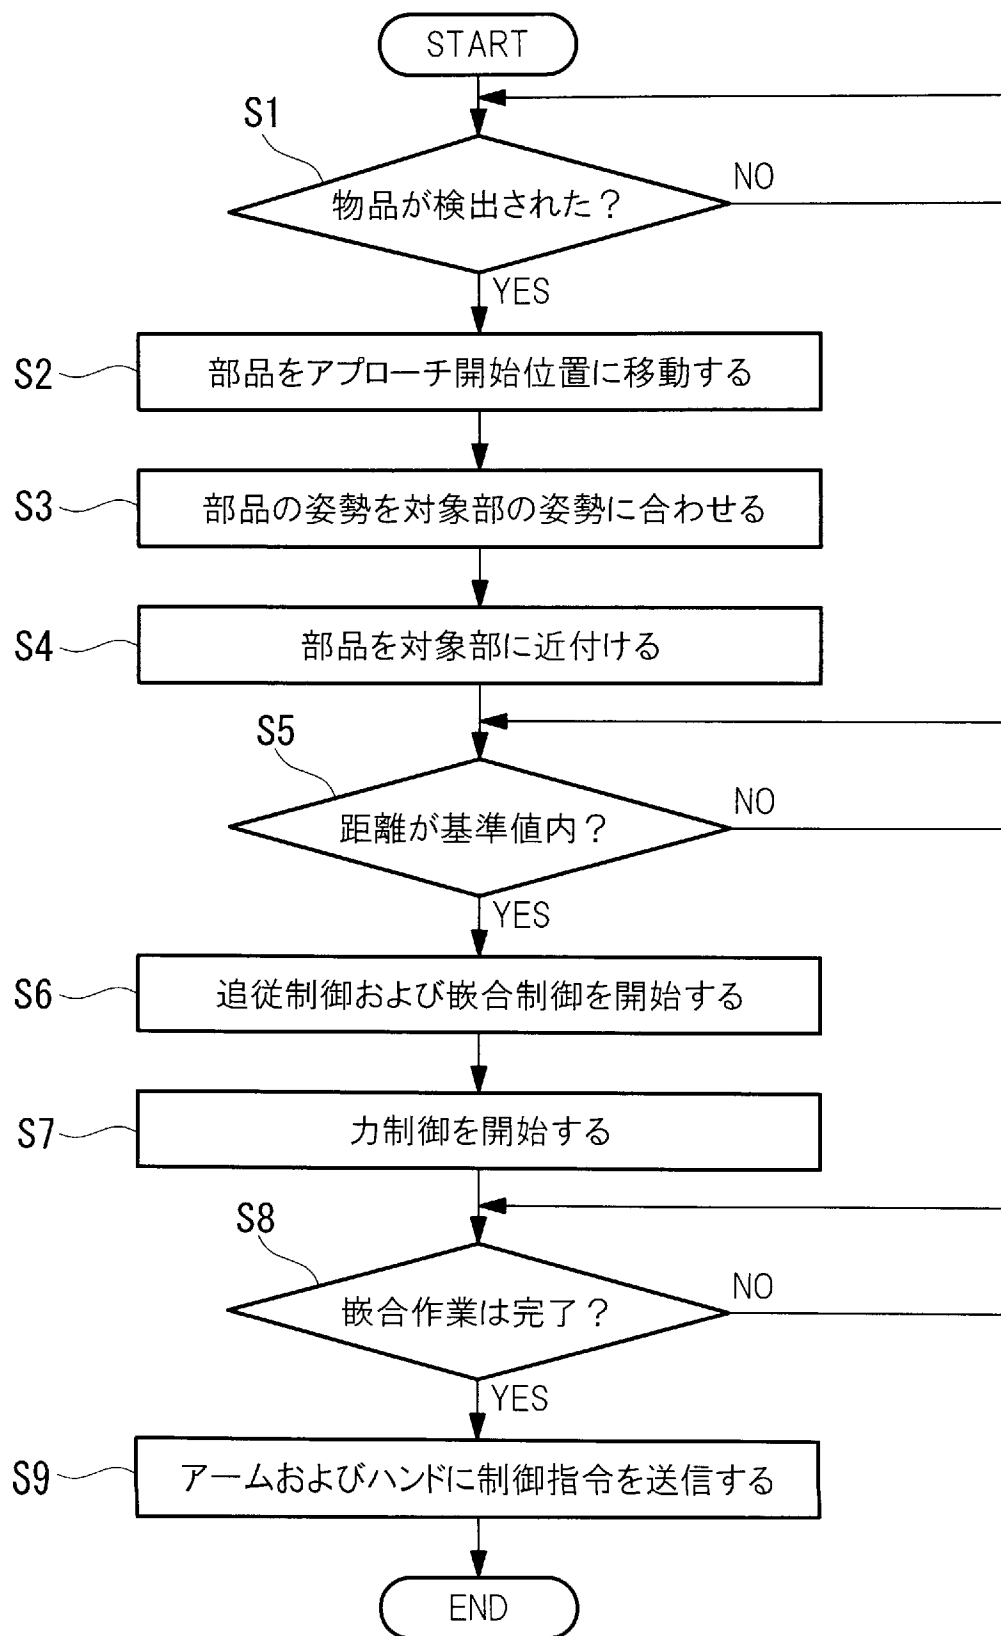 START
S1
物品が検出された？
NO
YES
S2
部品をアプローチ開始位置に移動する
S3
部品の姿勢を対象部の姿勢に合わせる
S4
部品を対象部に近付ける
S5
距離が基準値内？
NO
YES
S6
追従制御および嵌合制御を開始する
S7
力制御を開始する
S8
嵌合作業は完了？
NO
YES
S9
アームおよびハンドに制御指令を送信する
END